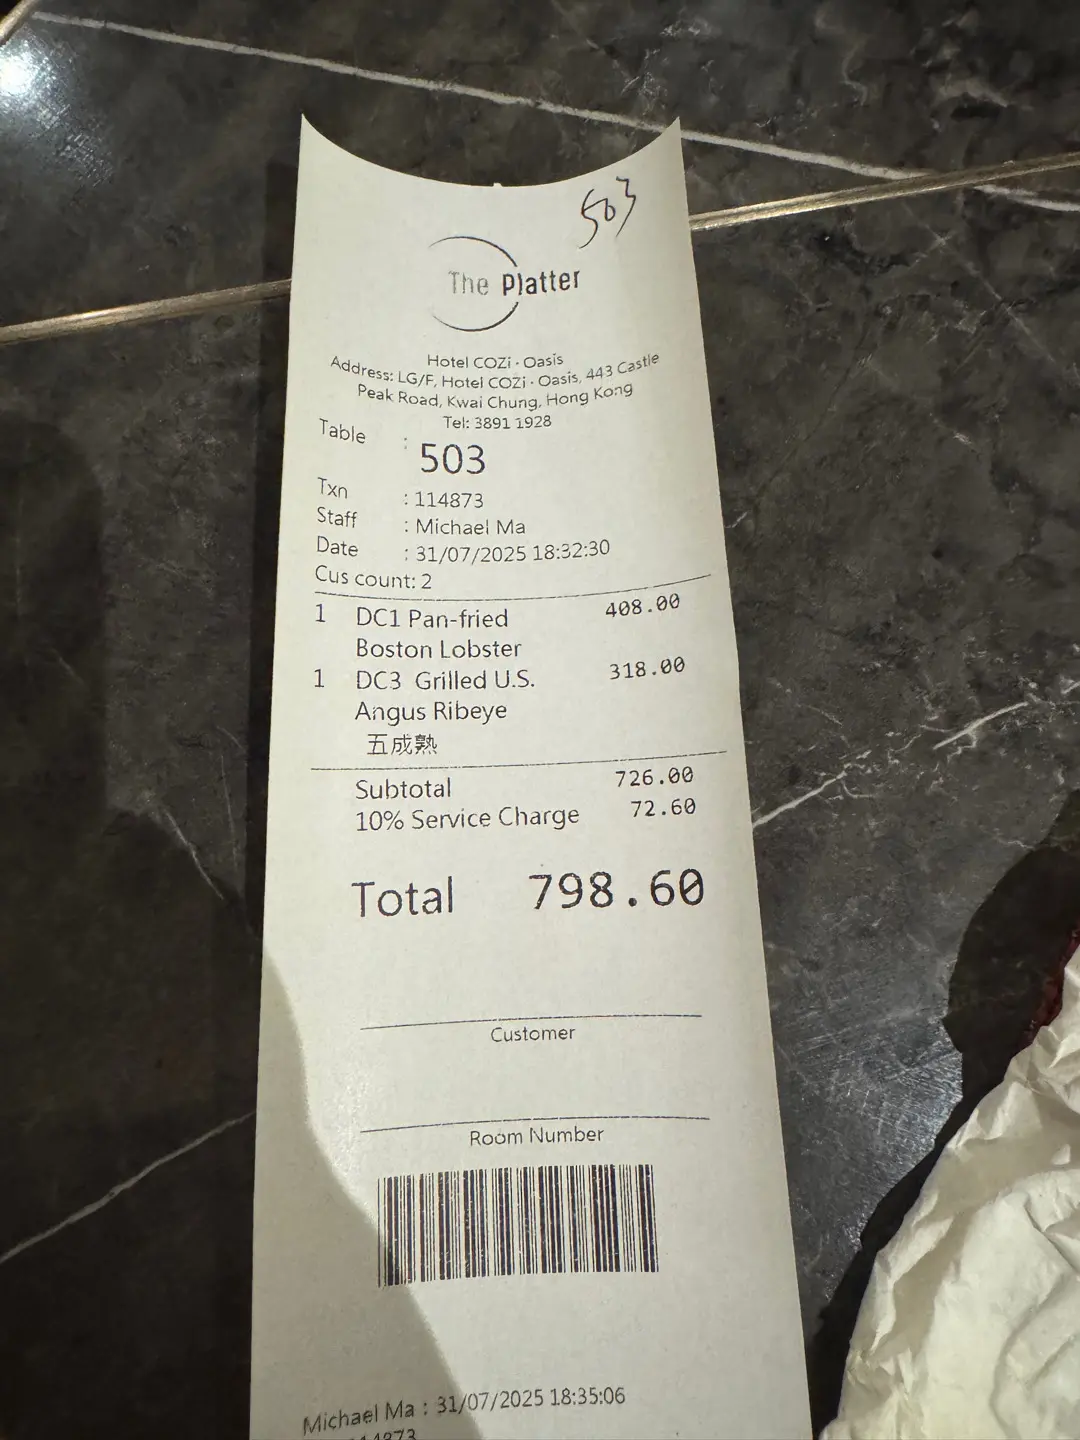 503
The Platter
Hotel COZi · Oasis
Address: LG/F, Hotel COZi · Oasis, 443 Castle
Peak Road, Kwai Chung, Hong Kong
Tel: 3891 1928
Table : 503
Txn : 114873
Staff : Michael Ma
Date : 31/07/2025 18:32:30
Cus count: 2
1 DC1 Pan-fried 408.00
Boston Lobster
1 DC3 Grilled U.S. 318.00
Angus Ribeye
五成熟
Subtotal 726.00
10% Service Charge 72.60
Total 798.60
Customer
Room Number
Michael Ma : 31/07/2025 18:35:06
114873